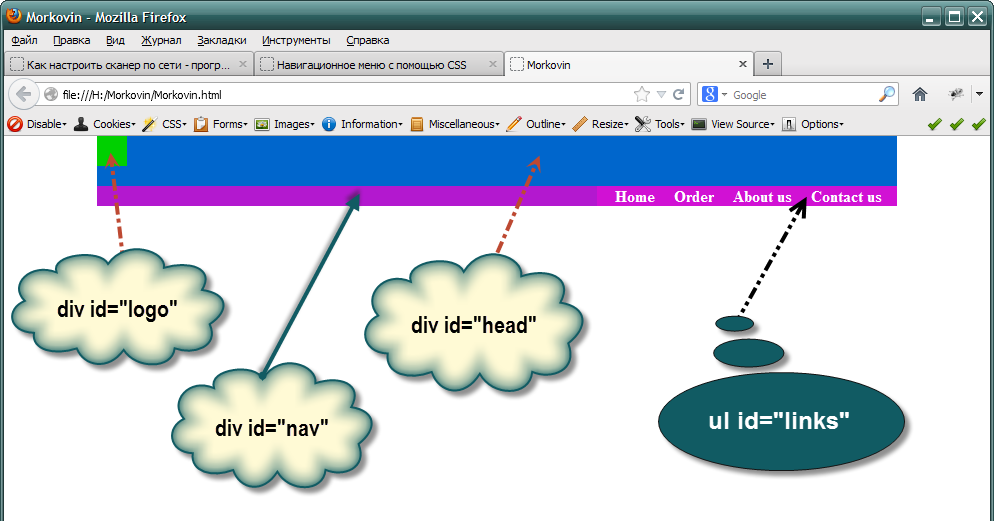 Morkovin - Mozilla Firefox
Файл Правка Вид Журнал Закладки Инструменты Справка
Как настроить сканер по сети - прогр... Навигационное меню с помощью CSS Morkovin
file:///H:/Morkovin/Morkovin.html Google
Disable Cookies CSS Forms Images Information Miscellaneous Outline Resize Tools View Source Options
Home Order About us Contact us
div id="logo"
div id="head"
div id="nav"
ul id="links"